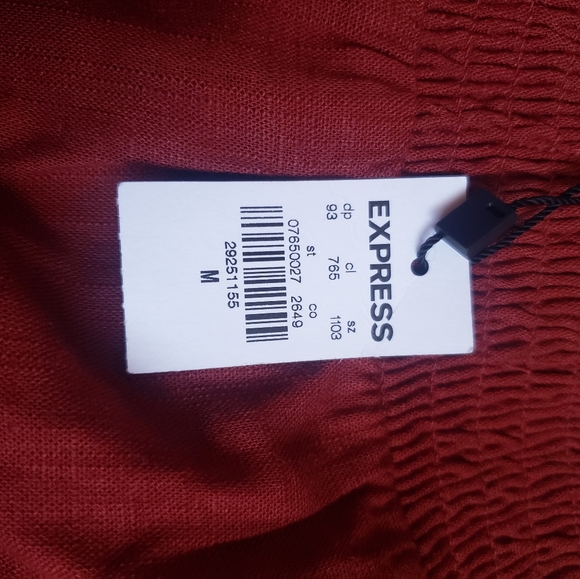 EXPRESS
dp cl sz
93 765 1103
st co
07650027 2649
29251155
M